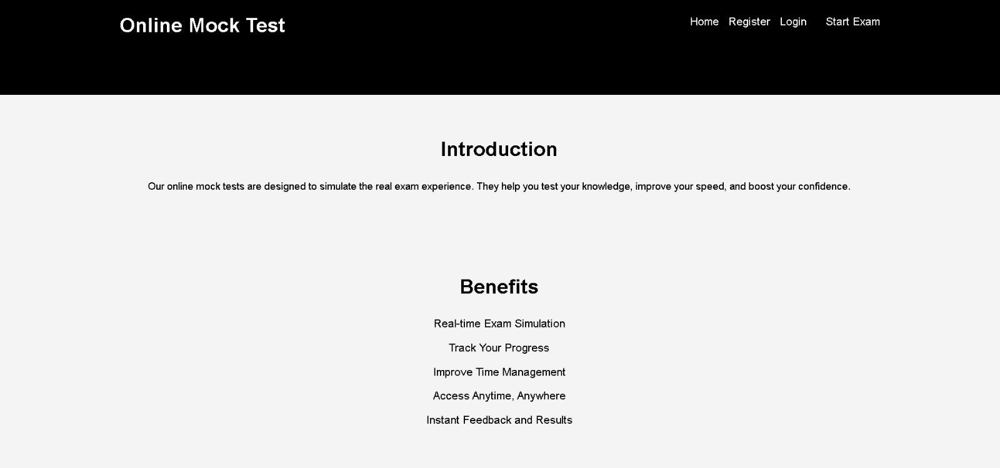 Online Mock Test
Home Register Login Start Exam
Introduction
Our online mock tests are designed to simulate the real exam experience. They help you test your knowledge, improve your speed, and boost your confidence.
Benefits
Real-time Exam Simulation
Track Your Progress
Improve Time Management
Access Anytime, Anywhere
Instant Feedback and Results